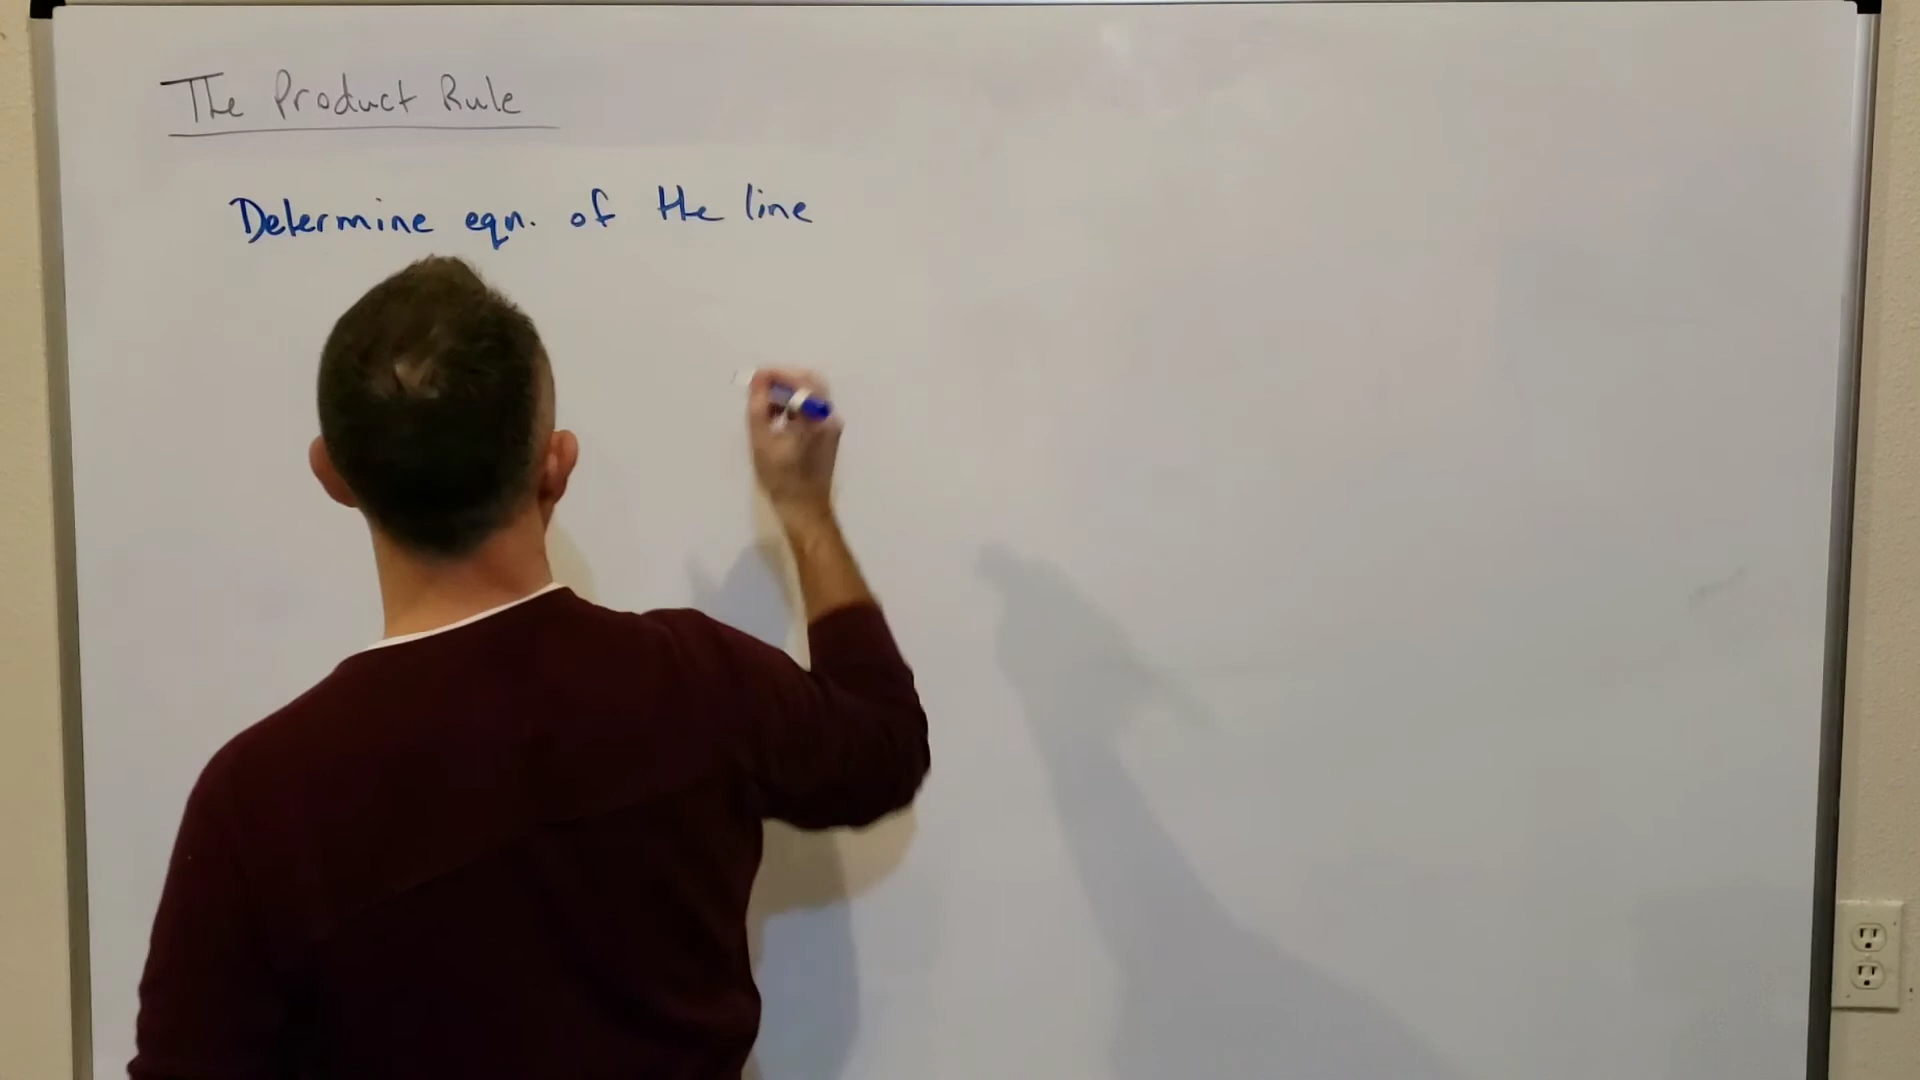 The Product Rule
Determine eqn. of the line